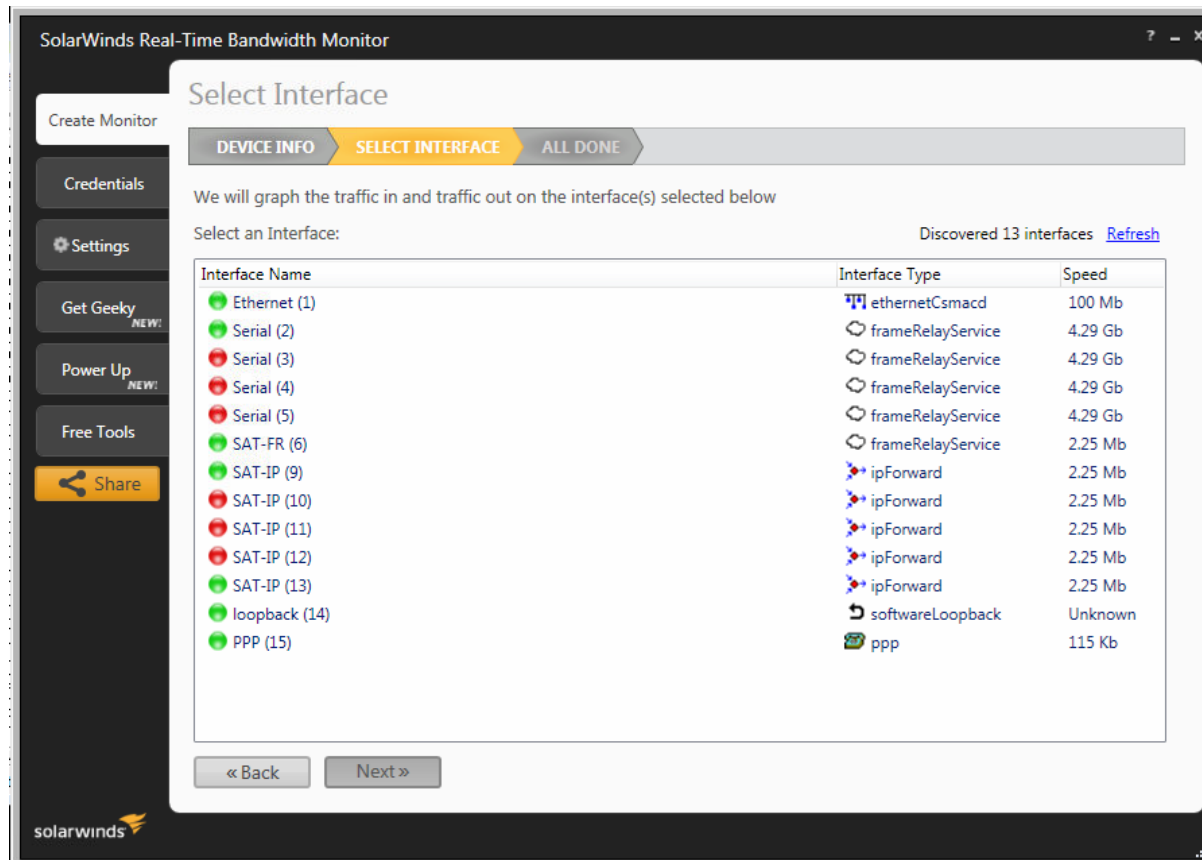 SolarWinds Real-Time Bandwidth Monitor ? – x
Create Monitor
Credentials
Settings
Get Geeky
NEW!
Power Up
NEW!
Free Tools
Share
Select Interface
DEVICE INFO SELECT INTERFACE ALL DONE
We will graph the traffic in and traffic out on the interface(s) selected below
Select an Interface: Discovered 13 interfaces Refresh
Interface Name Interface Type Speed
Ethernet (1) ethernetCsmacd 100 Mb
Serial (2) frameRelayService 4.29 Gb
Serial (3) frameRelayService 4.29 Gb
Serial (4) frameRelayService 4.29 Gb
Serial (5) frameRelayService 4.29 Gb
SAT-FR (6) frameRelayService 2.25 Mb
SAT-IP (9) ipForward 2.25 Mb
SAT-IP (10) ipForward 2.25 Mb
SAT-IP (11) ipForward 2.25 Mb
SAT-IP (12) ipForward 2.25 Mb
SAT-IP (13) ipForward 2.25 Mb
loopback (14) softwareLoopback Unknown
PPP (15) ppp 115 Kb
« Back Next »
solarwinds